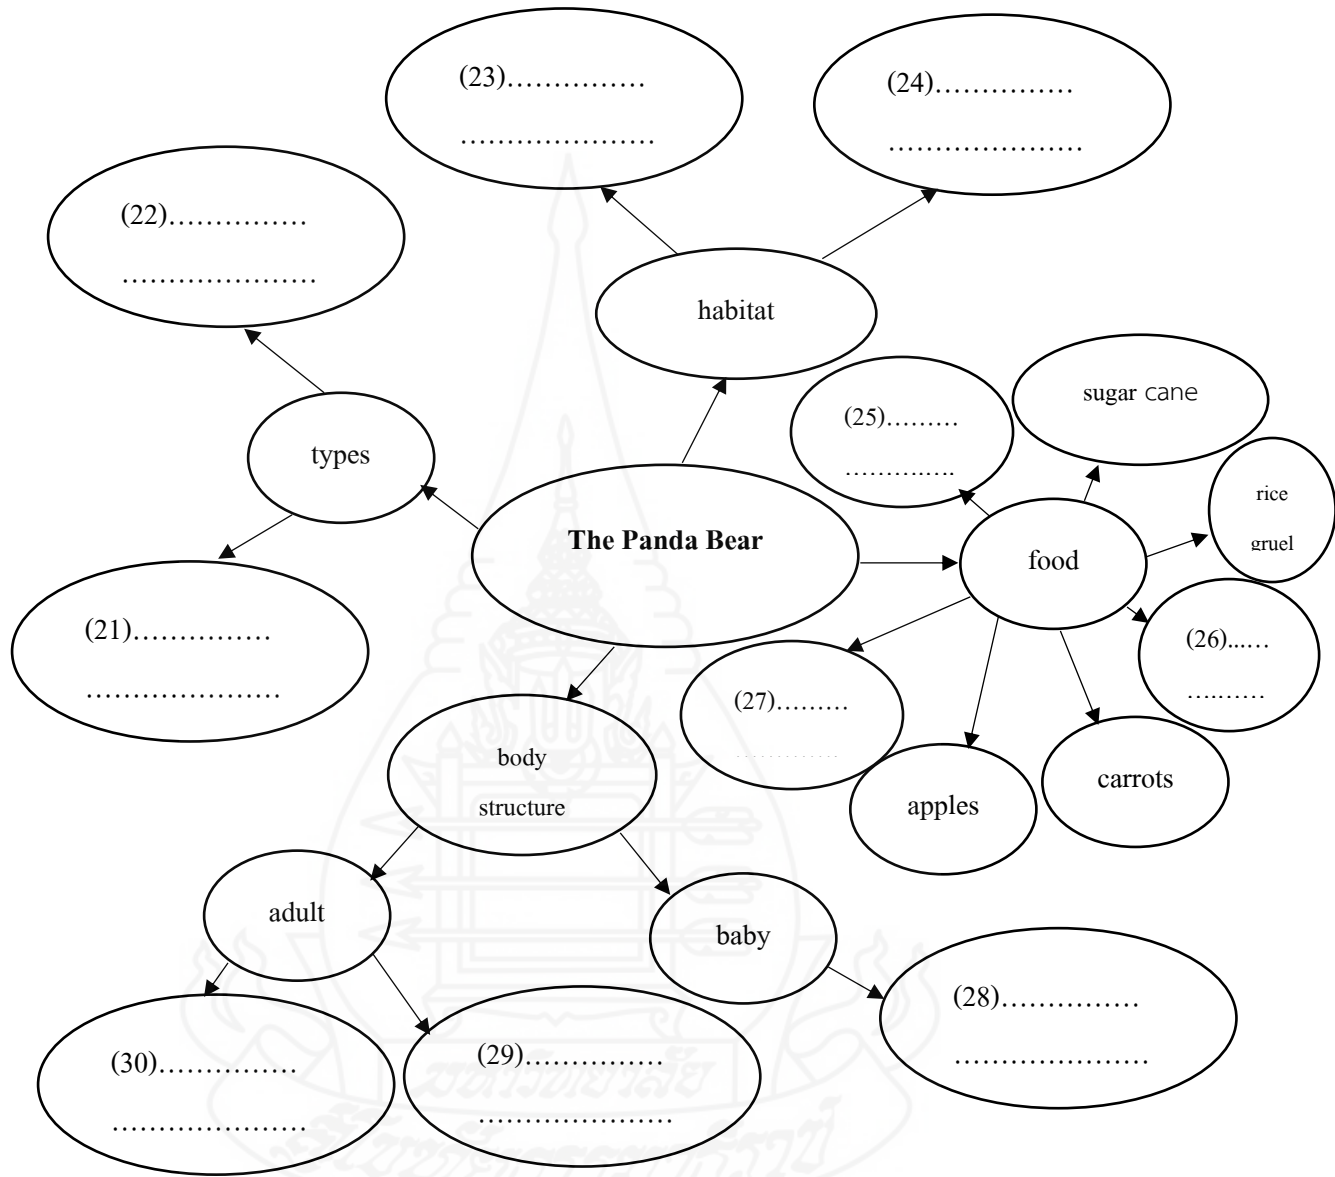 (23)...............
.....................
(24)...............
.....................
(22)...............
.....................
habitat
sugar cane
(25).........
..............
types
rice
gruel
The Panda Bear
food
(21)...............
.....................
(26).......
..........
(27).........
.............
body
structure
apples
carrots
adult
baby
(28)...............
.....................
(30)...............
.....................
(29)...............
.....................